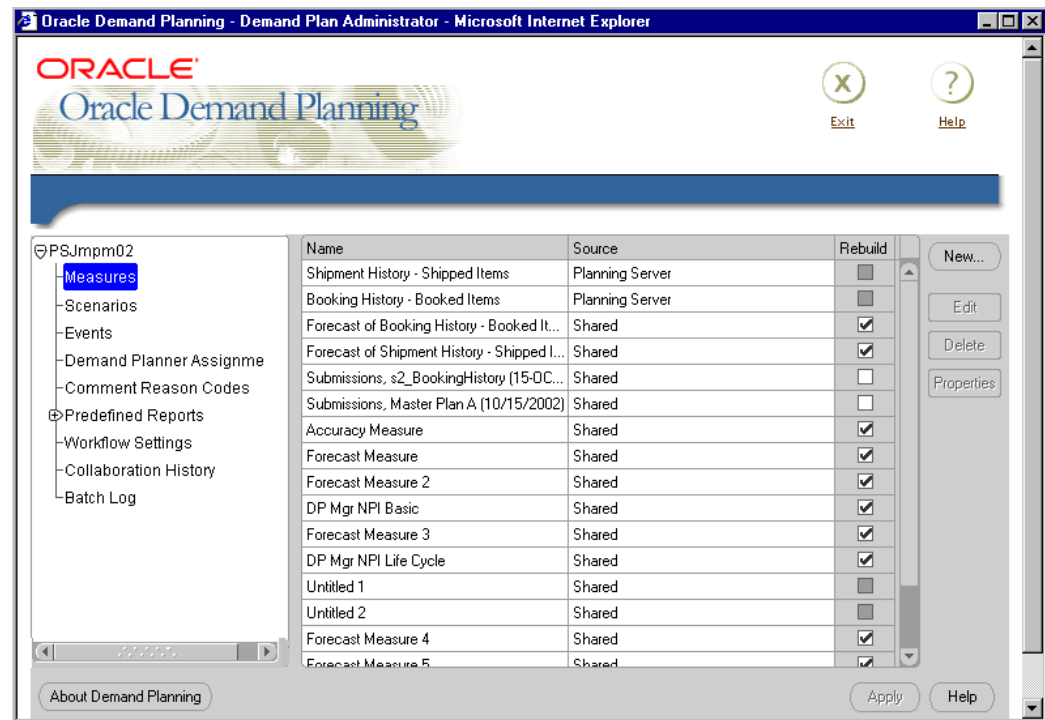 Oracle Demand Planning - Demand Plan Administrator - Microsoft Internet Explorer
ORACLE
Oracle Demand Planning
X
?
Exit
Help
PSJmpm02
Measures
Scenarios
Events
Demand Planner Assignme
Comment Reason Codes
Predefined Reports
Workflow Settings
Collaboration History
Batch Log
Name Source Rebuild
Shipment History - Shipped Items Planning Server
Booking History - Booked Items Planning Server
Forecast of Booking History - Booked It... Shared
Forecast of Shipment History - Shipped I... Shared
Submissions, s2_BookingHistory (15-OC... Shared
Submissions, Master Plan A (10/15/2002) Shared
Accuracy Measure Shared
Forecast Measure Shared
Forecast Measure 2 Shared
DP Mgr NPI Basic Shared
Forecast Measure 3 Shared
DP Mgr NPI Life Cycle Shared
Untitled 1 Shared
Untitled 2 Shared
Forecast Measure 4 Shared
Forecast Measure 5 Shared
New...
Edit
Delete
Properties
About Demand Planning
Apply
Help